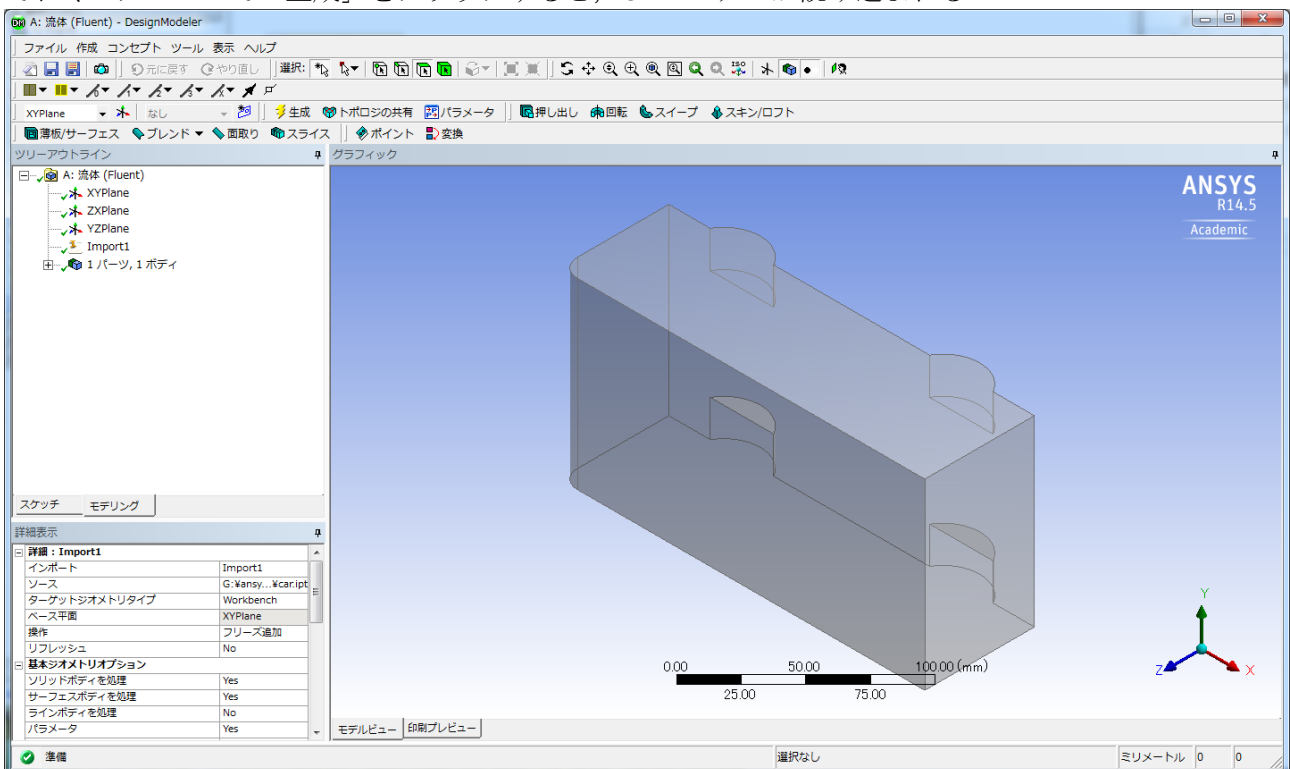 A: 流体 (Fluent) - DesignModeler
ファイル 作成 コンセプト ツール 表示 ヘルプ
元に戻す やり直し 選択:
XYPlane なし 生成 トポロジの共有 パラメータ 押し出し 回転 スイープ スキン/ロフト
薄板/サーフェス ブレンド 面取り スライス ポイント 変換
ツリーアウトライン
A: 流体 (Fluent)
XYPlane
ZXPlane
YZPlane
Import1
1 パーツ, 1 ボディ
スケッチ モデリング
詳細表示
詳細 : Import1
インポート Import1
ソース G:¥ansy...¥car.ipt
ターゲットジオメトリタイプ Workbench
ベース平面 XYPlane
操作 フリーズ追加
リフレッシュ No
基本ジオメトリオプション
ソリッドボディを処理 Yes
サーフェスボディを処理 Yes
ラインボディを処理 No
パラメータ Yes
グラフィック
ANSYS
R14.5
Academic
0.00 50.00 100.00 (mm)
25.00 75.00
Y
Z X
モデルビュー 印刷プレビュー
準備 選択なし ミリメートル 0 0